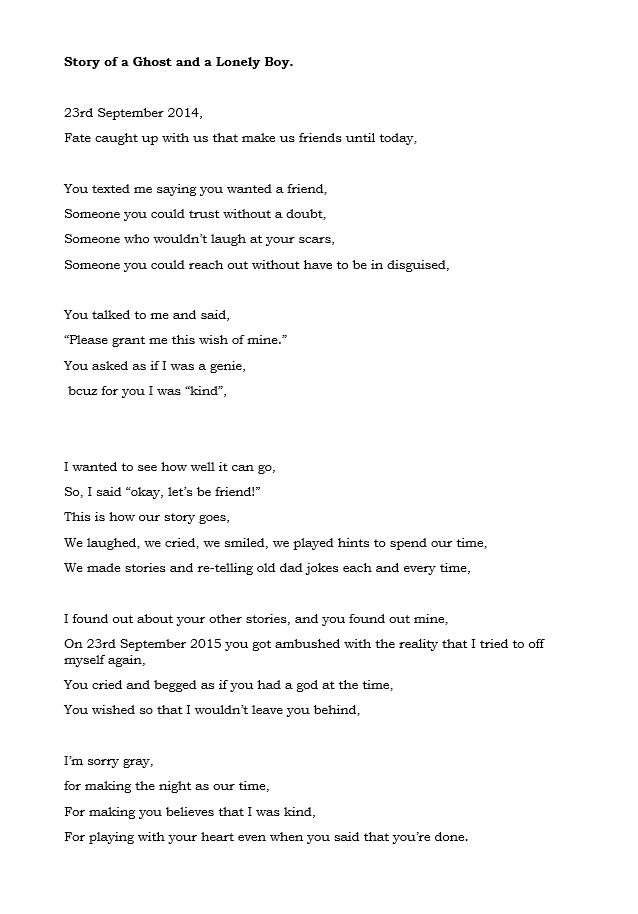 Story of a Ghost and a Lonely Boy.
23rd September 2014,
Fate caught up with us that make us friends until today,
You texted me saying you wanted a friend,
Someone you could trust without a doubt,
Someone who wouldn’t laugh at your scars,
Someone you could reach out without have to be in disguised,
You talked to me and said,
“Please grant me this wish of mine.”
You asked as if I was a genie,
bcuz for you I was “kind”,
I wanted to see how well it can go,
So, I said “okay, let’s be friend!”
This is how our story goes,
We laughed, we cried, we smiled, we played hints to spend our time,
We made stories and re-telling old dad jokes each and every time,
I found out about your other stories, and you found out mine,
On 23rd September 2015 you got ambushed with the reality that I tried to off
myself again,
You cried and begged as if you had a god at the time,
You wished so that I wouldn’t leave you behind,
I’m sorry gray,
for making the night as our time,
For making you believes that I was kind,
For playing with your heart even when you said that you’re done.